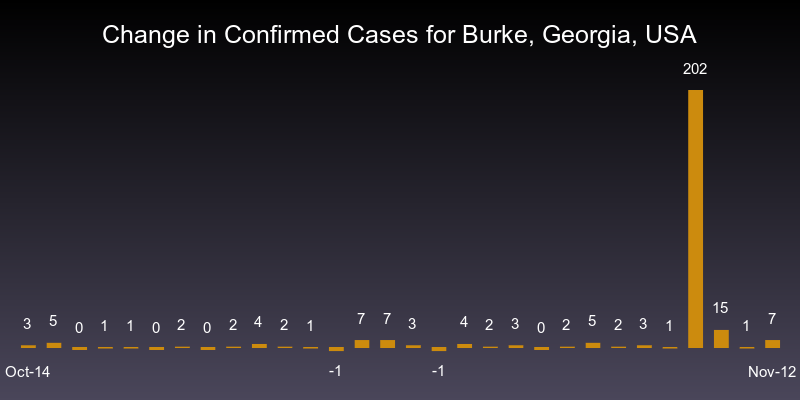 Change in Confirmed Cases for Burke, Georgia, USA
202
3 5 0 1 1 0 2 0 2 4 2 1 7 7 3 4 2 3 0 2 5 2 3 1 15 1 7
-1 -1
Oct-14 Nov-12